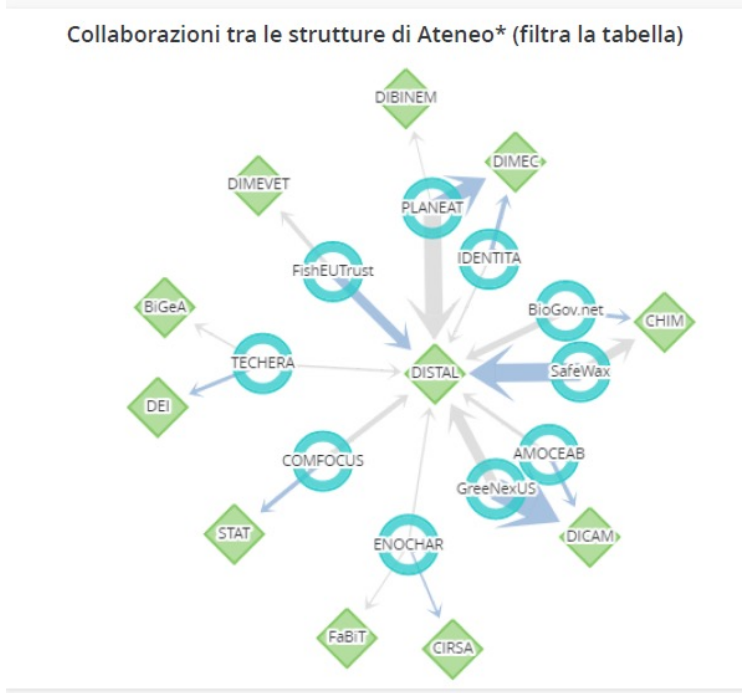 Collaborazioni tra le strutture di Ateneo* (filtra la tabella)
DIBINEM
DIMEC
DIMEVET
PLANEAT
IDENTITA
FishEUTrust
BiGeA
BioGov.net
CHIM
TECHERA
DISTAL
SafeWax
DEI
AMOCEAB
COMFOCUS
GreeNexUS
STAT
ENOCHAR
DICAM
FaBiT
CIRSA